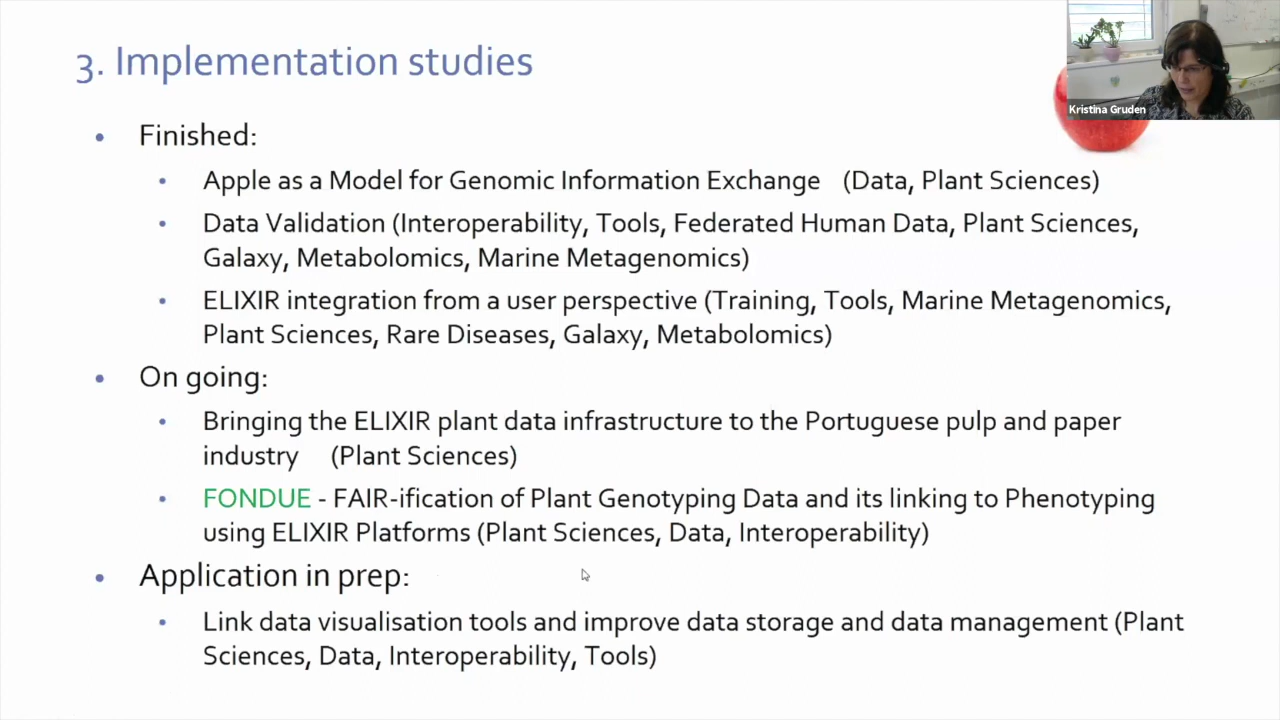 3. Implementation studies
Kristina Gruden
• Finished:
• Apple as a Model for Genomic Information Exchange (Data, Plant Sciences)
• Data Validation (Interoperability, Tools, Federated Human Data, Plant Sciences,
Galaxy, Metabolomics, Marine Metagenomics)
• ELIXIR integration from a user perspective (Training, Tools, Marine Metagenomics,
Plant Sciences, Rare Diseases, Galaxy, Metabolomics)
• On going:
• Bringing the ELIXIR plant data infrastructure to the Portuguese pulp and paper
industry (Plant Sciences)
• FONDUE - FAIR-ification of Plant Genotyping Data and its linking to Phenotyping
using ELIXIR Platforms (Plant Sciences, Data, Interoperability)
• Application in prep:
• Link data visualisation tools and improve data storage and data management (Plant
Sciences, Data, Interoperability, Tools)